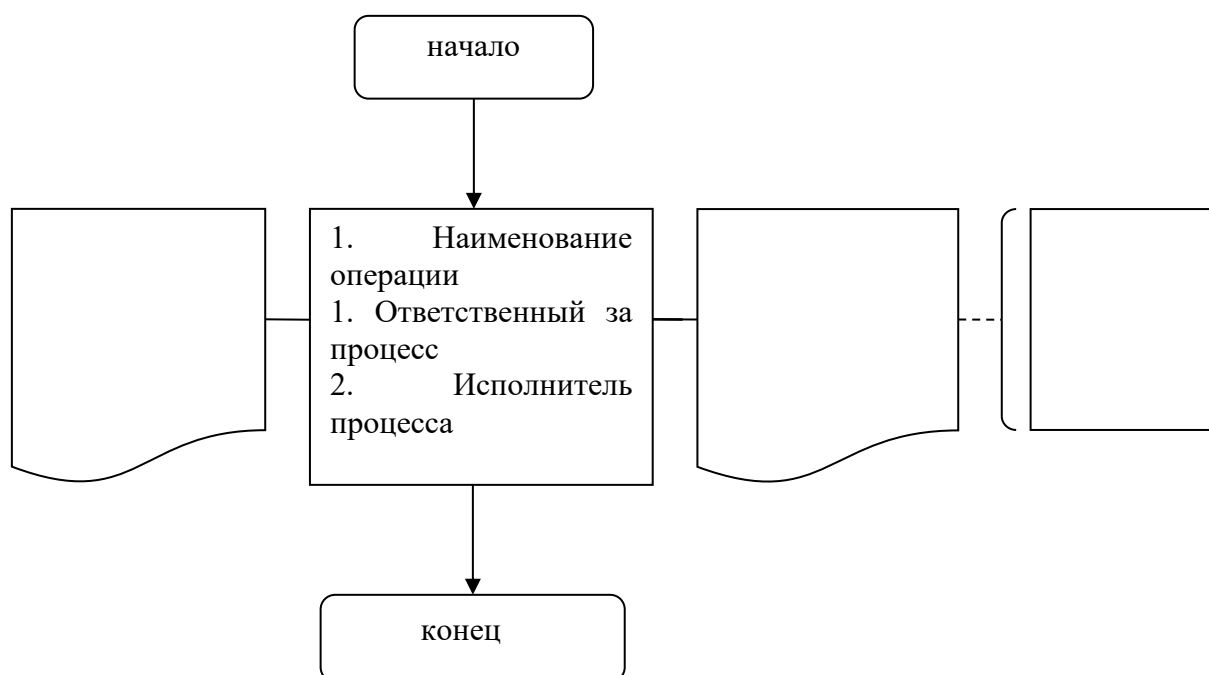 начало
1. Наименование
операции
1. Ответственный за
процесс
2. Исполнитель
процесса
конец